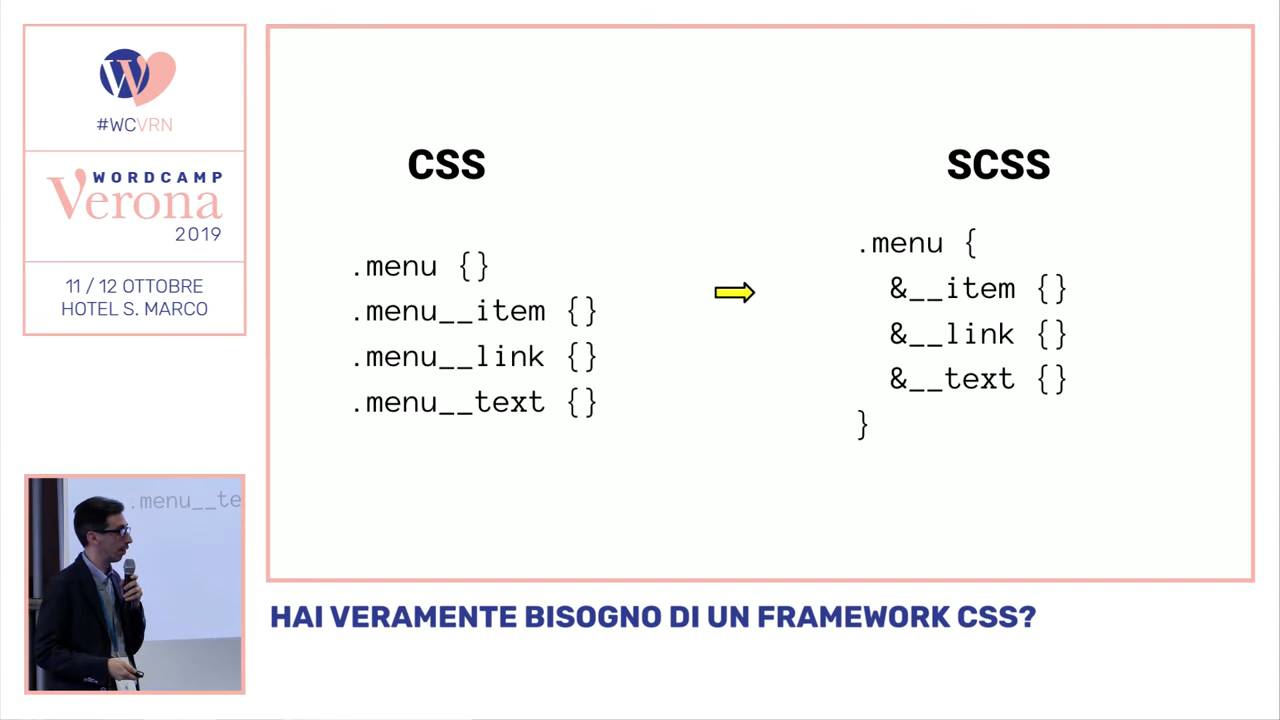 #WCVRN
WORDCAMP
Verona
2019
11 / 12 OTTOBRE
HOTEL S. MARCO
CSS
.menu {}
.menu__item {}
.menu__link {}
.menu__text {}
SCSS
.menu {
&__item {}
&__link {}
&__text {}
}
.menu__te
HAI VERAMENTE BISOGNO DI UN FRAMEWORK CSS?